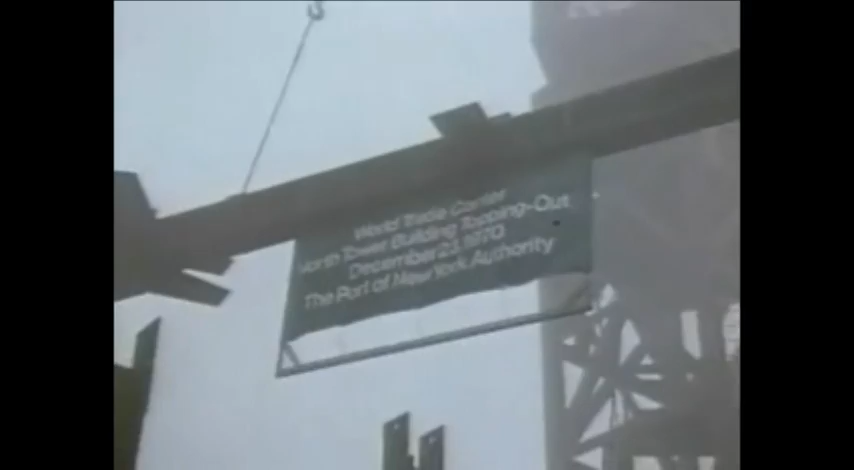 World Trade Center
North Tower Building Topping-Out
December 23, 1970
The Port of New York Authority